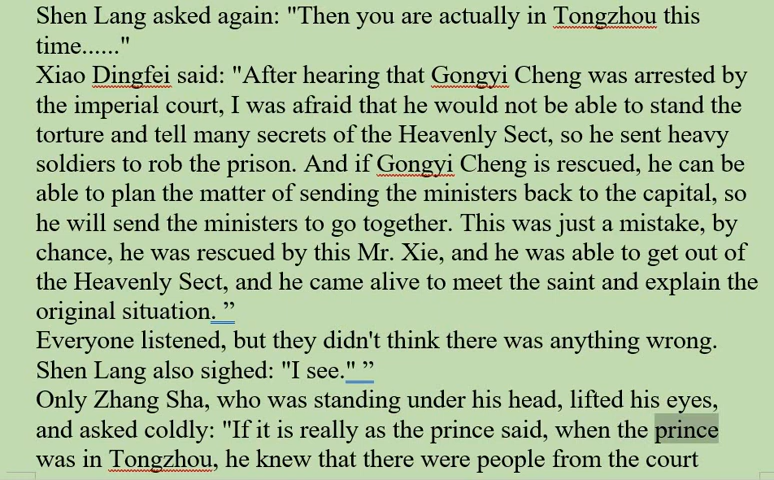 Shen Lang asked again: "Then you are actually in Tongzhou this
time......"
Xiao Dingfei said: "After hearing that Gongyi Cheng was arrested by
the imperial court, I was afraid that he would not be able to stand the
torture and tell many secrets of the Heavenly Sect, so he sent heavy
soldiers to rob the prison. And if Gongyi Cheng is rescued, he can be
able to plan the matter of sending the ministers back to the capital, so
he will send the ministers to go together. This was just a mistake, by
chance, he was rescued by this Mr. Xie, and he was able to get out of
the Heavenly Sect, and he came alive to meet the saint and explain the
original situation. ”
Everyone listened, but they didn't think there was anything wrong.
Shen Lang also sighed: "I see." ”
Only Zhang Sha, who was standing under his head, lifted his eyes,
and asked coldly: "If it is really as the prince said, when the prince
was in Tongzhou, he knew that there were people from the court